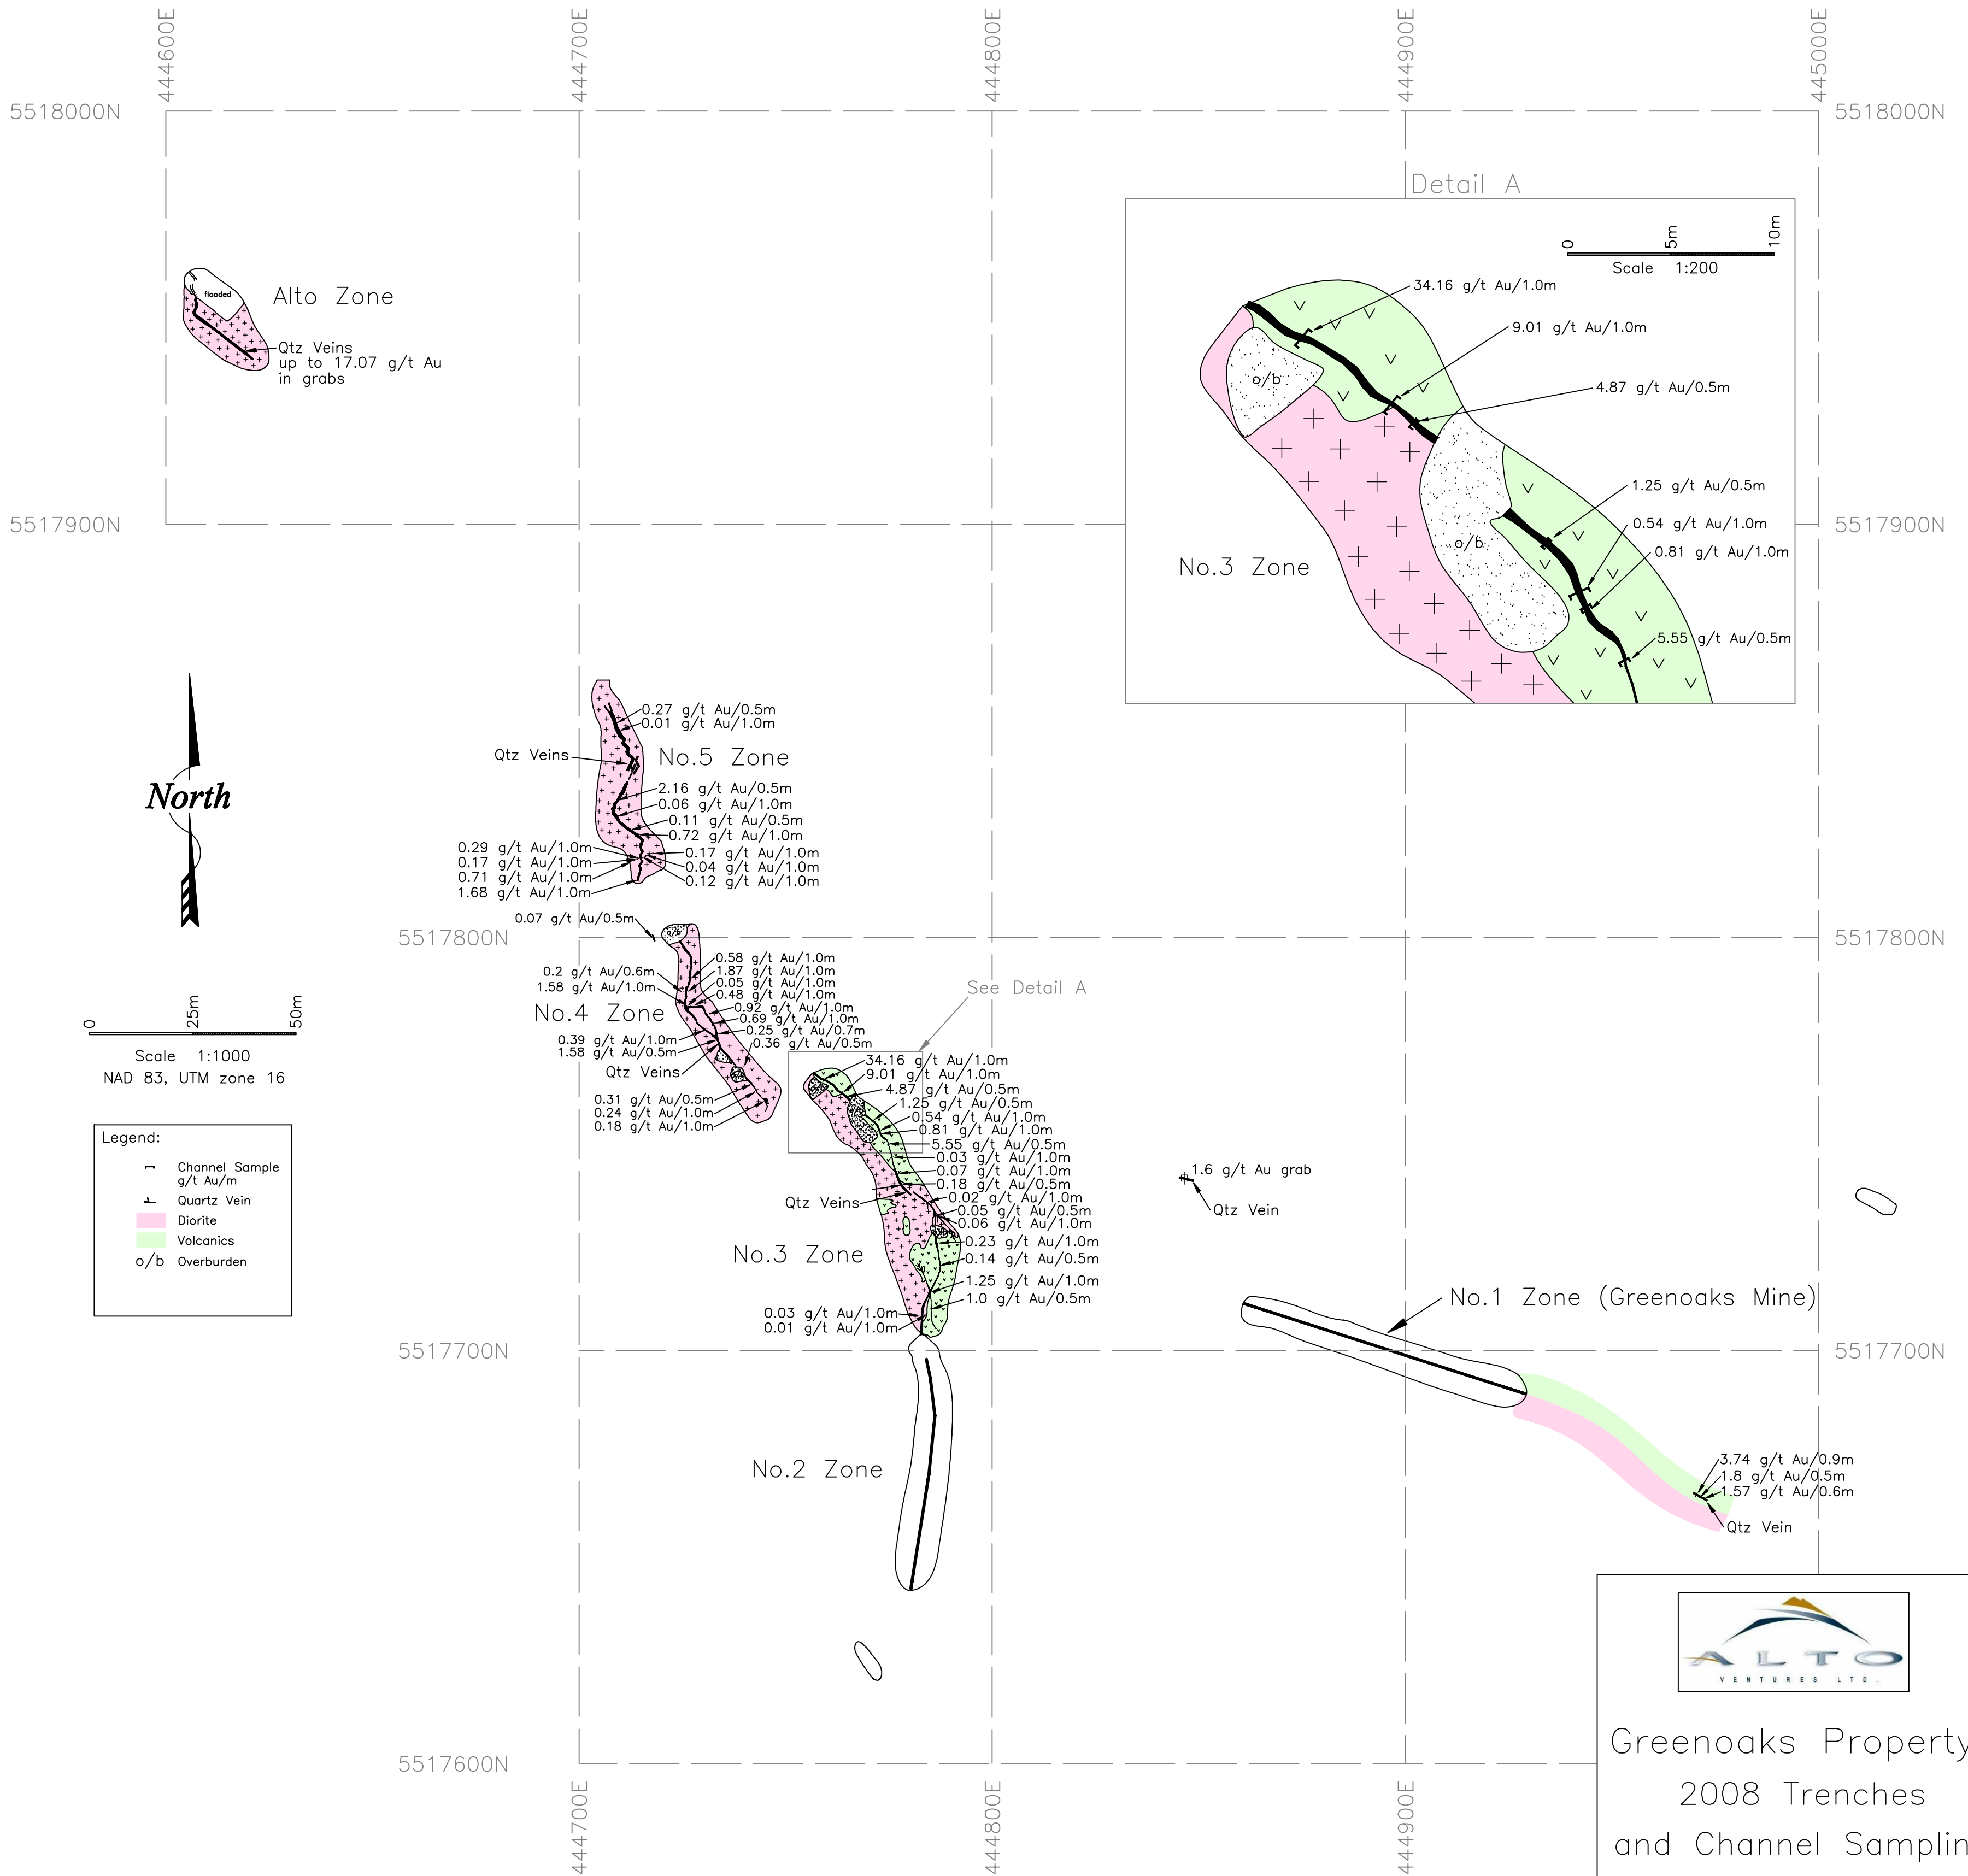 444600E
444700E
444800E
444900E
445000E
5518000N
5518000N
Detail A
0
5m
10m
Scale 1:200
34.16 g/t Au/1.0m
9.01 g/t Au/1.0m
4.87 g/t Au/0.5m
1.25 g/t Au/0.5m
0.54 g/t Au/1.0m
0.81 g/t Au/1.0m
5.55 g/t Au/0.5m
o/b
o/b
No.3 Zone
flooded
Alto Zone
Qtz Veins
up to 17.07 g/t Au
in grabs
5517900N
5517900N
North
0
25m
50m
Scale 1:1000
NAD 83, UTM zone 16
Legend:
Channel Sample
g/t Au/m
Quartz Vein
Diorite
Volcanics
o/b Overburden
0.27 g/t Au/0.5m
0.01 g/t Au/1.0m
Qtz Veins
No.5 Zone
2.16 g/t Au/0.5m
0.06 g/t Au/1.0m
0.11 g/t Au/0.5m
0.72 g/t Au/1.0m
0.29 g/t Au/1.0m
0.17 g/t Au/1.0m
0.71 g/t Au/1.0m
1.68 g/t Au/1.0m
0.17 g/t Au/1.0m
0.04 g/t Au/1.0m
0.12 g/t Au/1.0m
0.07 g/t Au/0.5m
o/b
5517800N
5517800N
0.58 g/t Au/1.0m
1.87 g/t Au/1.0m
0.05 g/t Au/1.0m
0.48 g/t Au/1.0m
0.92 g/t Au/1.0m
0.69 g/t Au/1.0m
0.25 g/t Au/0.7m
0.36 g/t Au/0.5m
0.2 g/t Au/0.6m
1.58 g/t Au/1.0m
No.4 Zone
0.39 g/t Au/1.0m
1.58 g/t Au/0.5m
Qtz Veins
0.31 g/t Au/0.5m
0.24 g/t Au/1.0m
0.18 g/t Au/1.0m
See Detail A
34.16 g/t Au/1.0m
9.01 g/t Au/1.0m
4.87 g/t Au/0.5m
1.25 g/t Au/0.5m
0.54 g/t Au/1.0m
0.81 g/t Au/1.0m
5.55 g/t Au/0.5m
0.03 g/t Au/1.0m
0.07 g/t Au/1.0m
0.18 g/t Au/0.5m
0.02 g/t Au/1.0m
0.05 g/t Au/0.5m
0.06 g/t Au/1.0m
0.23 g/t Au/1.0m
0.14 g/t Au/0.5m
1.25 g/t Au/1.0m
1.0 g/t Au/0.5m
Qtz Veins
No.3 Zone
0.03 g/t Au/1.0m
0.01 g/t Au/1.0m
1.6 g/t Au grab
Qtz Vein
No.1 Zone (Greenoaks Mine)
5517700N
5517700N
No.2 Zone
3.74 g/t Au/0.9m
1.8 g/t Au/0.5m
1.57 g/t Au/0.6m
Qtz Vein
5517600N
444700E
444800E
444900E
ALTO
VENTURES LTD.
Greenoaks Property
2008 Trenches
and Channel Samplin